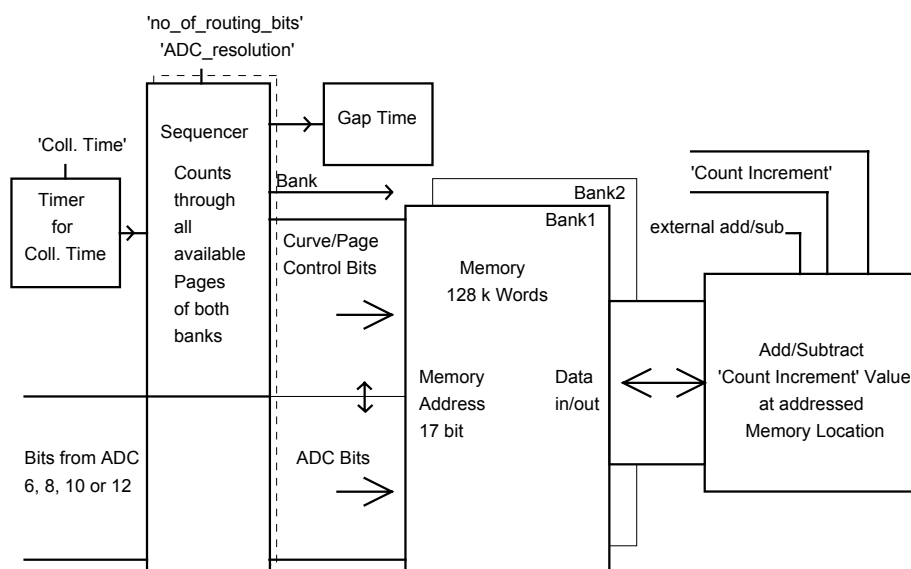 'no_of_routing_bits'
'ADC_resolution'
'Coll. Time'
Timer
for
Coll. Time
Sequencer
Counts
through
all
available
Pages
of both
banks
Gap Time
Bank
Curve/Page
Control Bits
Bank2
Bank1
Memory
128 k Words
'Count Increment'
external add/sub
Memory
Address
17 bit
Data
in/out
Add/Subtract
'Count Increment' Value
at addressed
Memory Location
Bits from ADC
6, 8, 10 or 12
ADC Bits